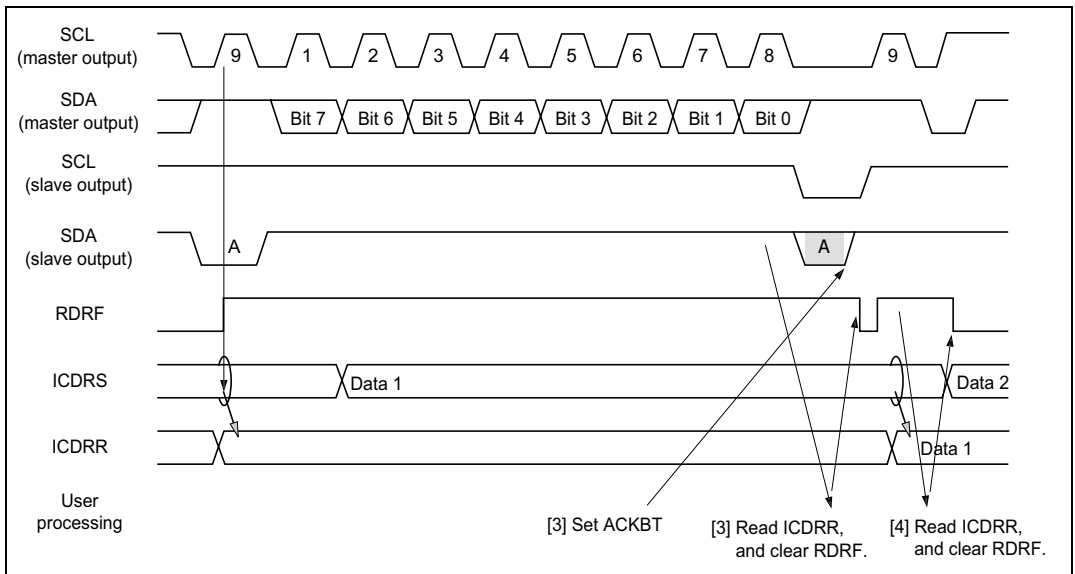 SCL
(master output)
9 1 2 3 4 5 6 7 8 9
SDA
(master output)
Bit 7 Bit 6 Bit 5 Bit 4 Bit 3 Bit 2 Bit 1 Bit 0
SCL
(slave output)
SDA
(slave output)
A A
RDRF
ICDRS
Data 1 Data 2
ICDRR
Data 1
User
processing
[3] Set ACKBT
[3] Read ICDRR,
and clear RDRF.
[4] Read ICDRR,
and clear RDRF.